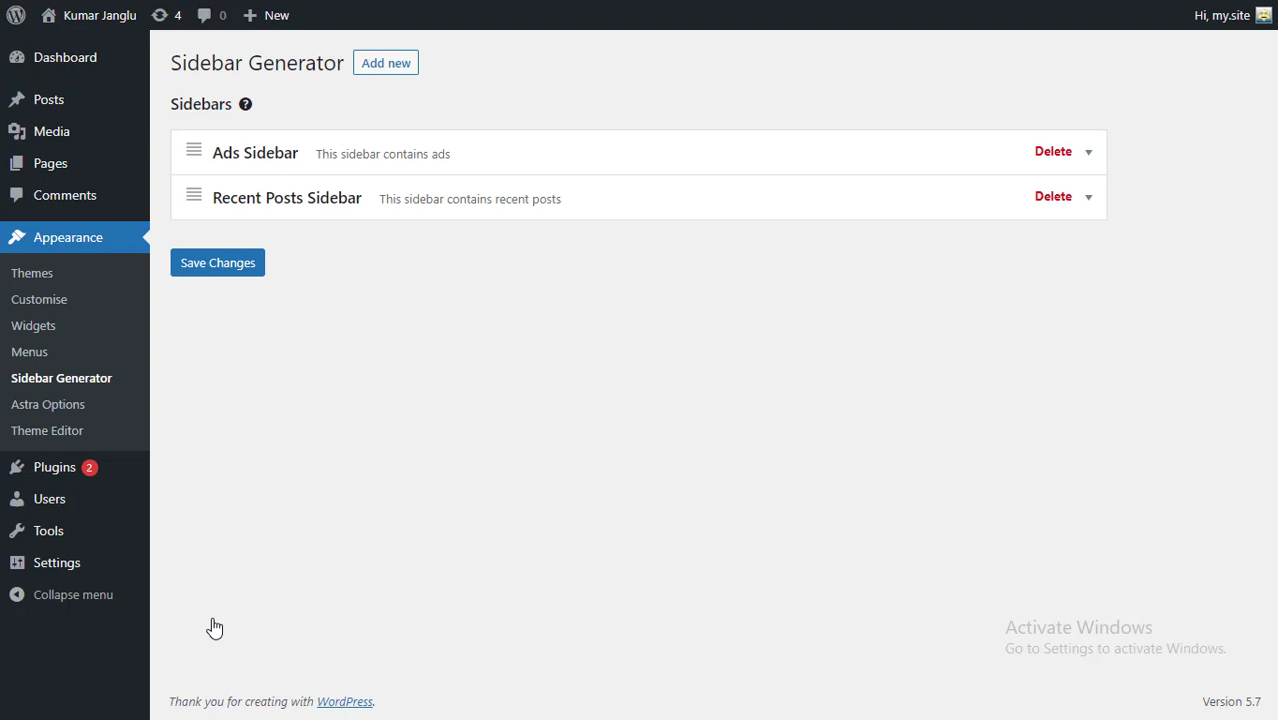 Kumar Janglu 4 0 New Hi, my.site
Dashboard
Posts
Media
Pages
Comments
Appearance
Themes
Customise
Widgets
Menus
Sidebar Generator
Astra Options
Theme Editor
Plugins 2
Users
Tools
Settings
Collapse menu
Sidebar Generator Add new
Sidebars ?
Ads Sidebar This sidebar contains ads Delete
Recent Posts Sidebar This sidebar contains recent posts Delete
Save Changes
Activate Windows
Go to Settings to activate Windows.
Thank you for creating with WordPress. Version 5.7